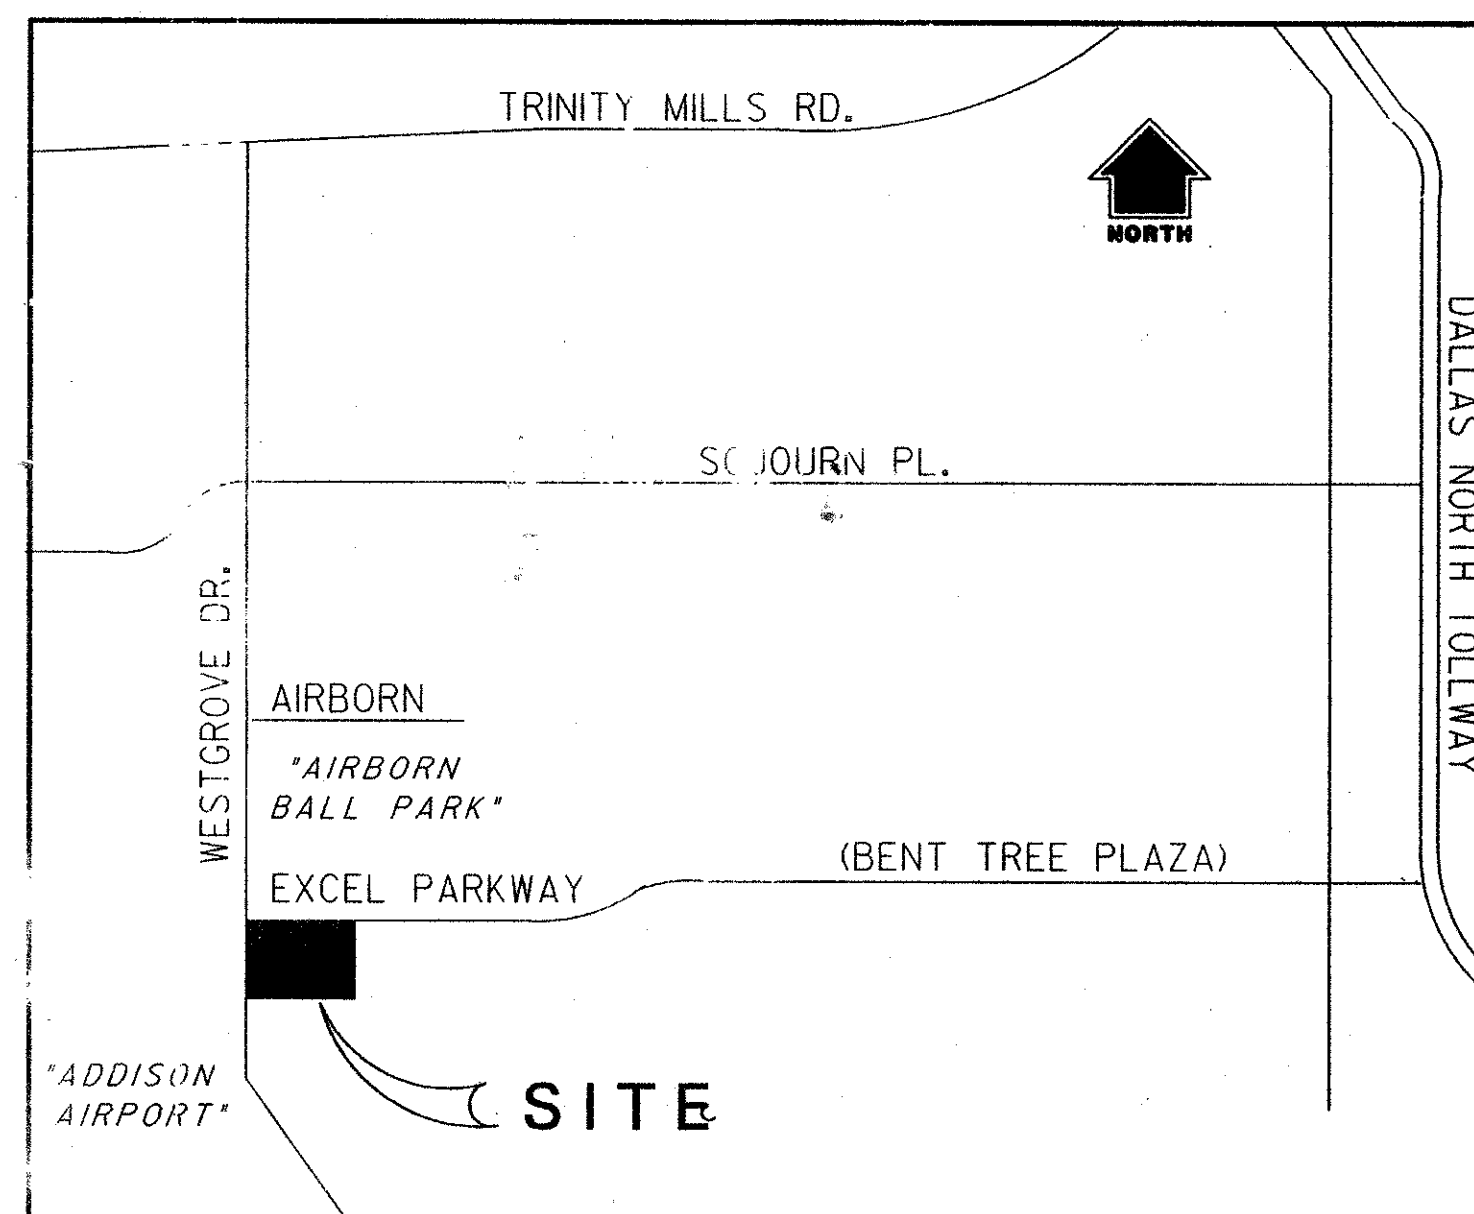 TRINITY MILLS RD.
NORTH
DALLAS NORTH TOLLWAY
SOJOURN PL.
WESTGROVE DR.
AIRBORN
"AIRBORN
BALL PARK"
(BENT TREE PLAZA)
EXCEL PARKWAY
"ADDISON
AIRPORT"
SITE